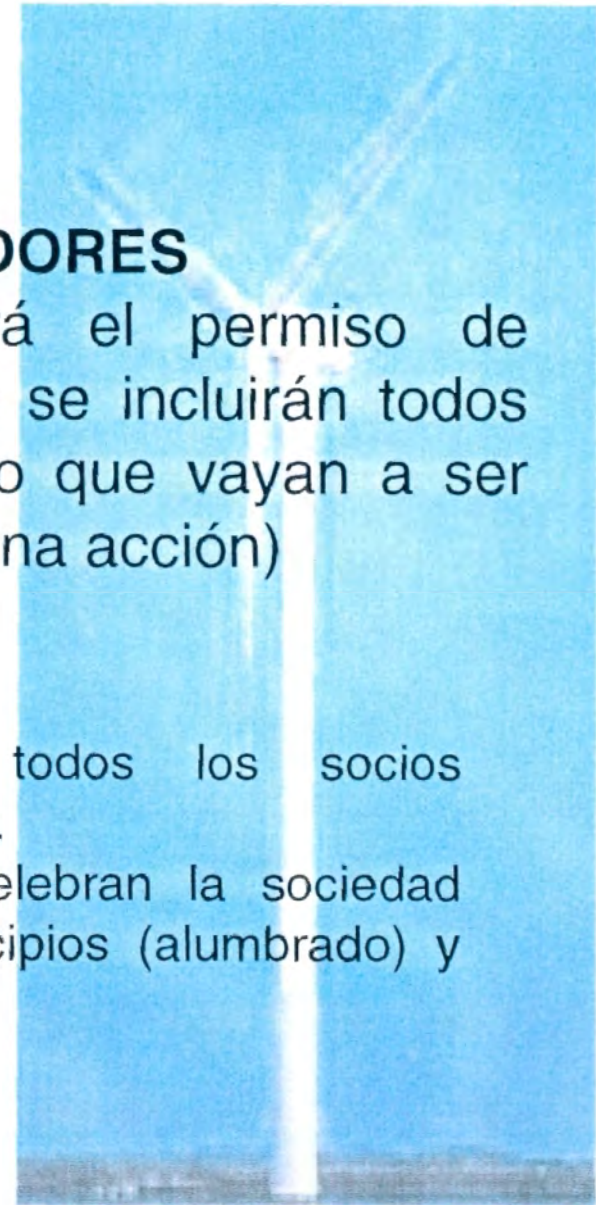 DORES
rá el permiso de
se incluirán todos
o que vayan a ser
na acción)
todos los socios
.
elebran la sociedad
cipios (alumbrado) y